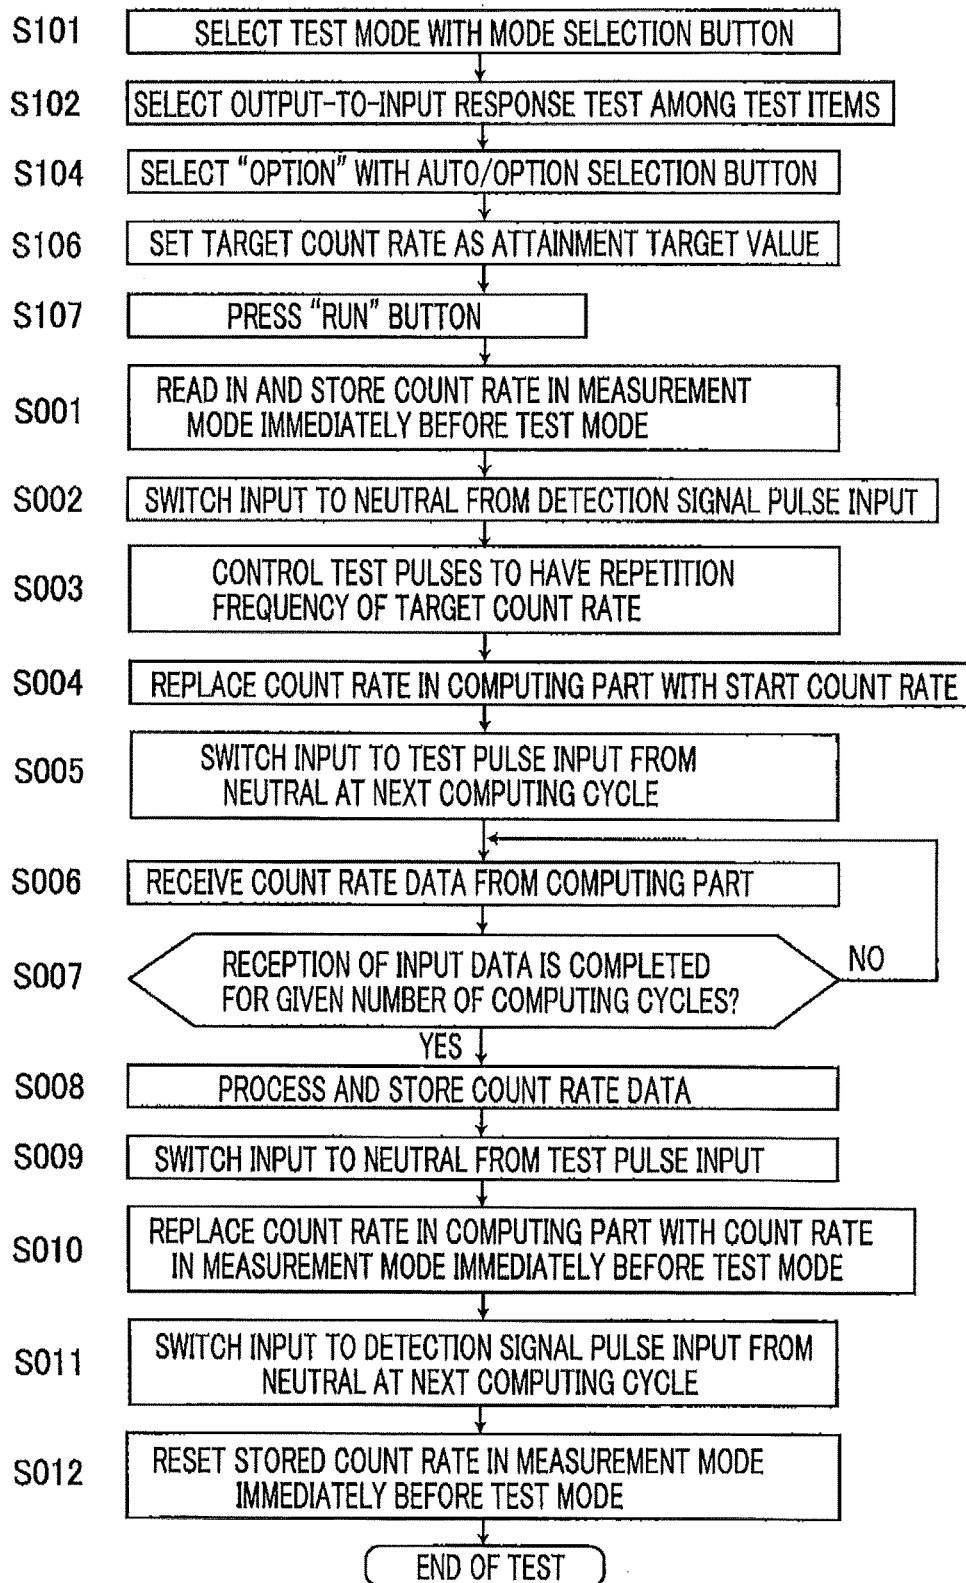 S101 SELECT TEST MODE WITH MODE SELECTION BUTTON
S102 SELECT OUTPUT-TO-INPUT RESPONSE TEST AMONG TEST ITEMS
S104 SELECT "OPTION" WITH AUTO/OPTION SELECTION BUTTON
S106 SET TARGET COUNT RATE AS ATTAINMENT TARGET VALUE
S107 PRESS "RUN" BUTTON
S001 READ IN AND STORE COUNT RATE IN MEASUREMENT
MODE IMMEDIATELY BEFORE TEST MODE
S002 SWITCH INPUT TO NEUTRAL FROM DETECTION SIGNAL PULSE INPUT
S003 CONTROL TEST PULSES TO HAVE REPETITION
FREQUENCY OF TARGET COUNT RATE
S004 REPLACE COUNT RATE IN COMPUTING PART WITH START COUNT RATE
S005 SWITCH INPUT TO TEST PULSE INPUT FROM
NEUTRAL AT NEXT COMPUTING CYCLE
S006 RECEIVE COUNT RATE DATA FROM COMPUTING PART
S007 RECEPTION OF INPUT DATA IS COMPLETED
FOR GIVEN NUMBER OF COMPUTING CYCLES?
NO
YES
S008 PROCESS AND STORE COUNT RATE DATA
S009 SWITCH INPUT TO NEUTRAL FROM TEST PULSE INPUT
S010 REPLACE COUNT RATE IN COMPUTING PART WITH COUNT RATE
IN MEASUREMENT MODE IMMEDIATELY BEFORE TEST MODE
S011 SWITCH INPUT TO DETECTION SIGNAL PULSE INPUT FROM
NEUTRAL AT NEXT COMPUTING CYCLE
S012 RESET STORED COUNT RATE IN MEASUREMENT MODE
IMMEDIATELY BEFORE TEST MODE
END OF TEST